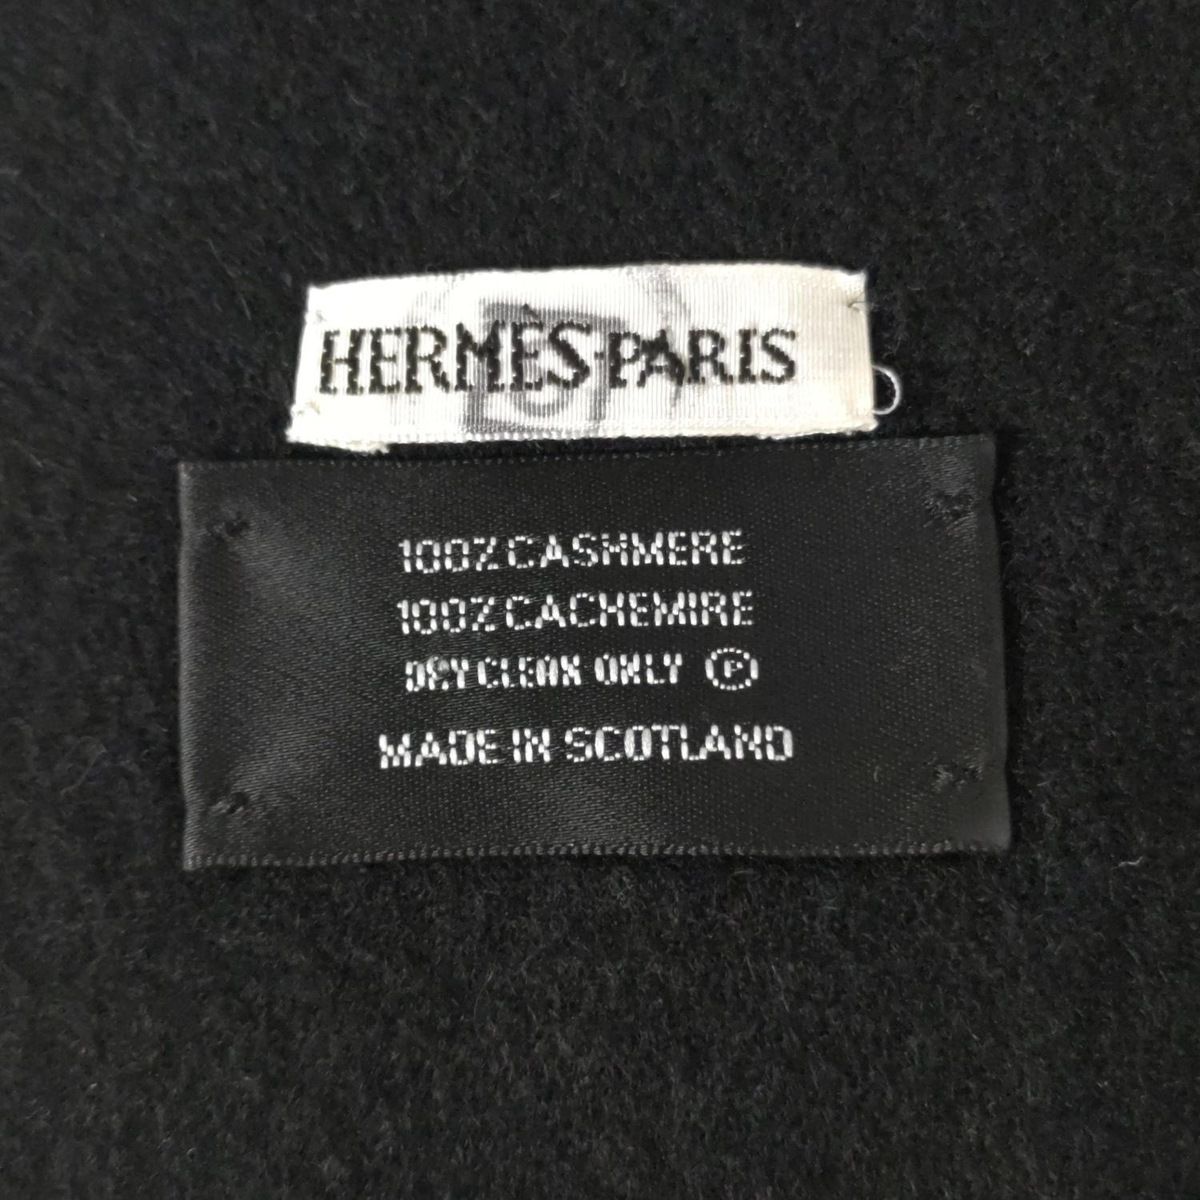 HERMÈS-PARIS
100% CASHMERE
100% CACHEMIRE
DRY CLEAN ONLY Ⓟ
MADE IN SCOTLAND